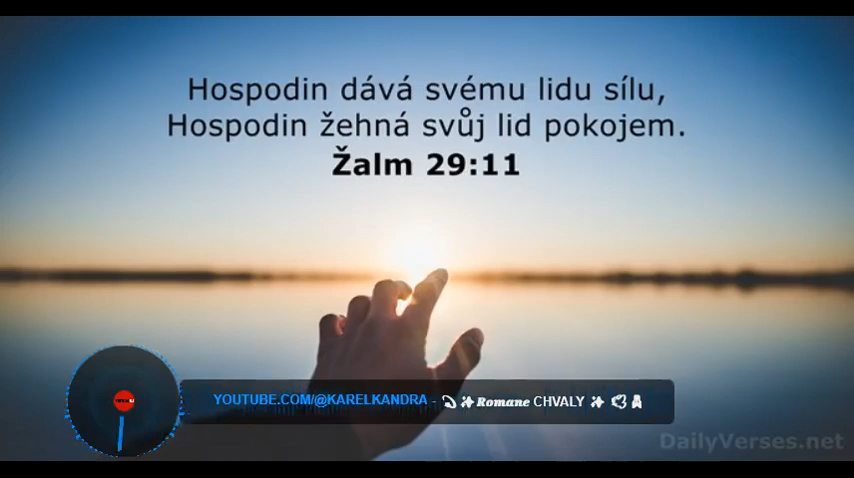 Hospodin dává svému lidu sílu,
Hospodin žehná svůj lid pokojem.
Žalm 29:11
YOUTUBE.COM/@KARELKANDRA - Romane CHVALY
DailyVerses.net